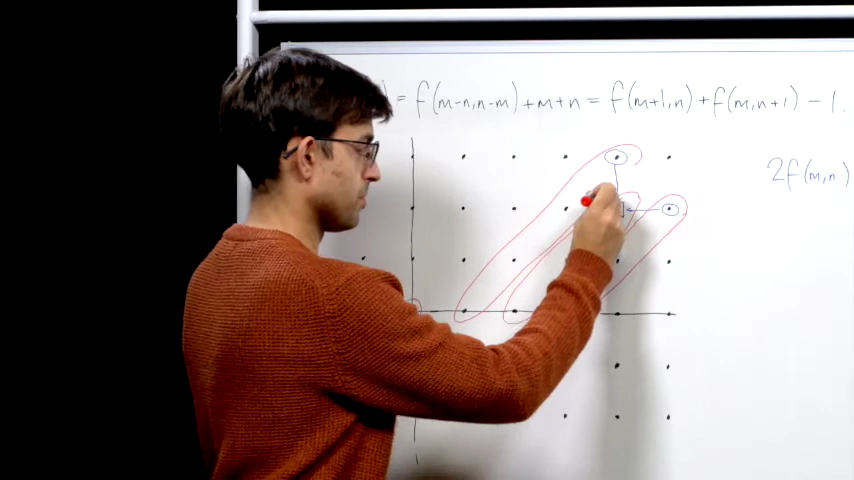 ) = f(m-n,n-m)+m+n = f(m+1,n)+f(m,n+1)-1.
2f(m,n)